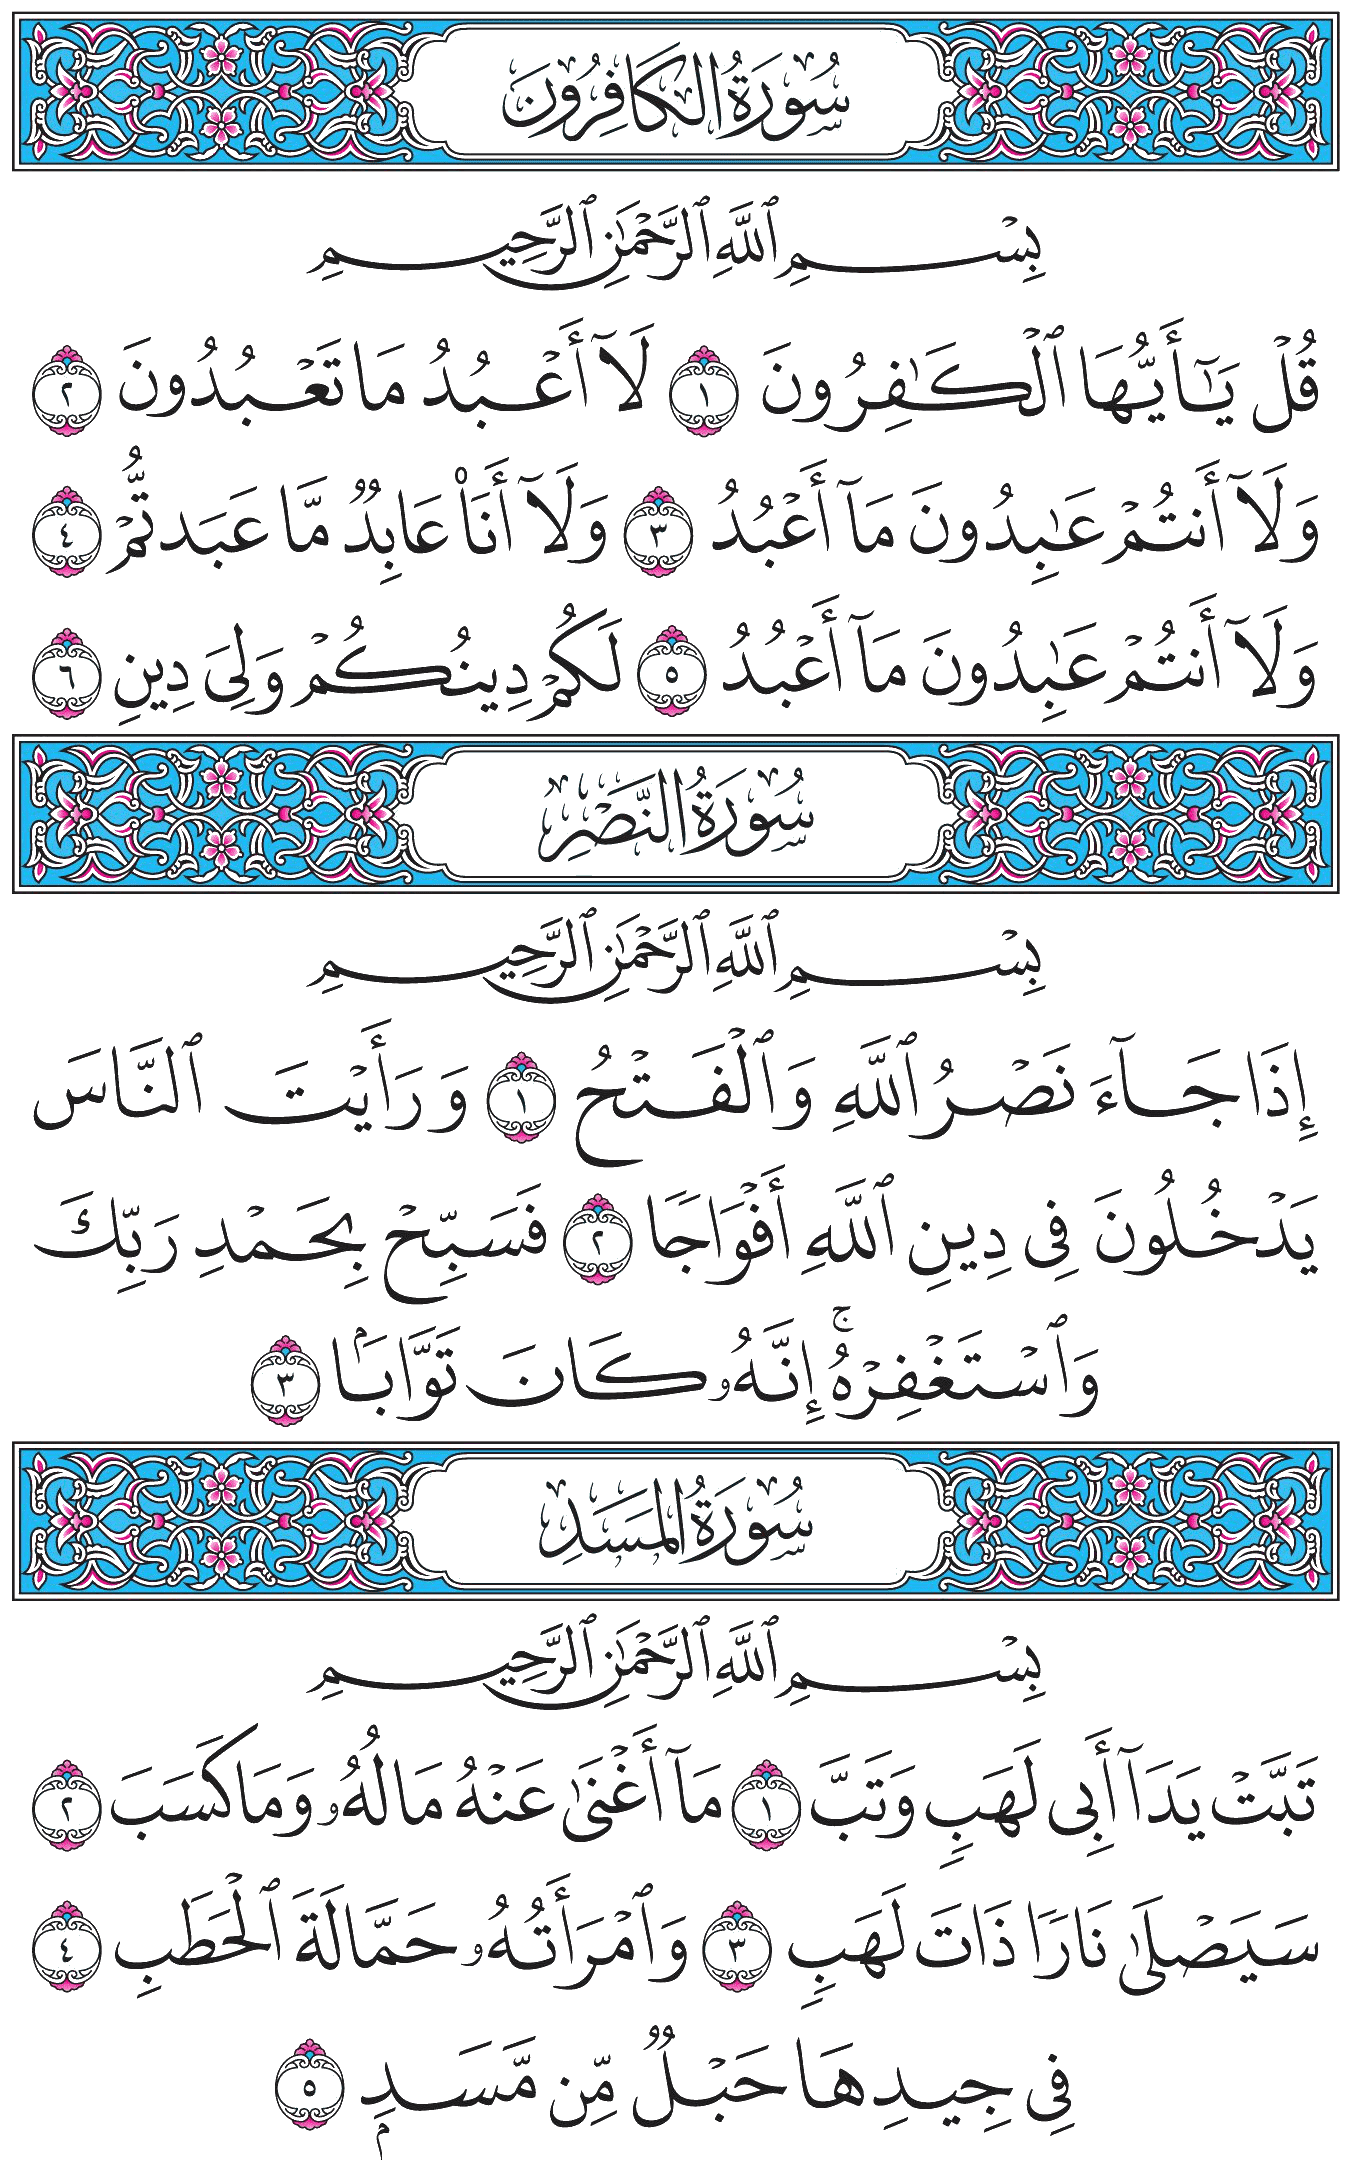 سُورَةُ الكَافِرُونَ
بِسْمِ ٱللَّهِ ٱلرَّحْمَٰنِ ٱلرَّحِيمِ
قُلْ يَٰٓأَيُّهَا ٱلْكَٰفِرُونَ ١ لَآ أَعْبُدُ مَا تَعْبُدُونَ ٢
وَلَآ أَنتُمْ عَٰبِدُونَ مَآ أَعْبُدُ ٣ وَلَآ أَنَا۠ عَابِدٌ مَّا عَبَدتُّمْ ٤
وَلَآ أَنتُمْ عَٰبِدُونَ مَآ أَعْبُدُ ٥ لَكُمْ دِينُكُمْ وَلِىَ دِينِ ٦
سُورَةُ النَّصْرِ
بِسْمِ ٱللَّهِ ٱلرَّحْمَٰنِ ٱلرَّحِيمِ
إِذَا جَآءَ نَصْرُ ٱللَّهِ وَٱلْفَتْحُ ١ وَرَأَيْتَ ٱلنَّاسَ
يَدْخُلُونَ فِى دِينِ ٱللَّهِ أَفْوَاجًا ٢ فَسَبِّحْ بِحَمْدِ رَبِّكَ
وَٱسْتَغْفِرْهُ ۚ إِنَّهُۥ كَانَ تَوَّابَۢا ٣
سُورَةُ المَسَدِ
بِسْمِ ٱللَّهِ ٱلرَّحْمَٰنِ ٱلرَّحِيمِ
تَبَّتْ يَدَآ أَبِى لَهَبٍ وَتَبَّ ١ مَآ أَغْنَىٰ عَنْهُ مَالُهُۥ وَمَا كَسَبَ ٢
سَيَصْلَىٰ نَارًا ذَاتَ لَهَبٍ ٣ وَٱمْرَأَتُهُۥ حَمَّالَةَ ٱلْحَطَبِ ٤
فِى جِيدِهَا حَبْلٌ مِّن مَّسَدٍۭ ٥